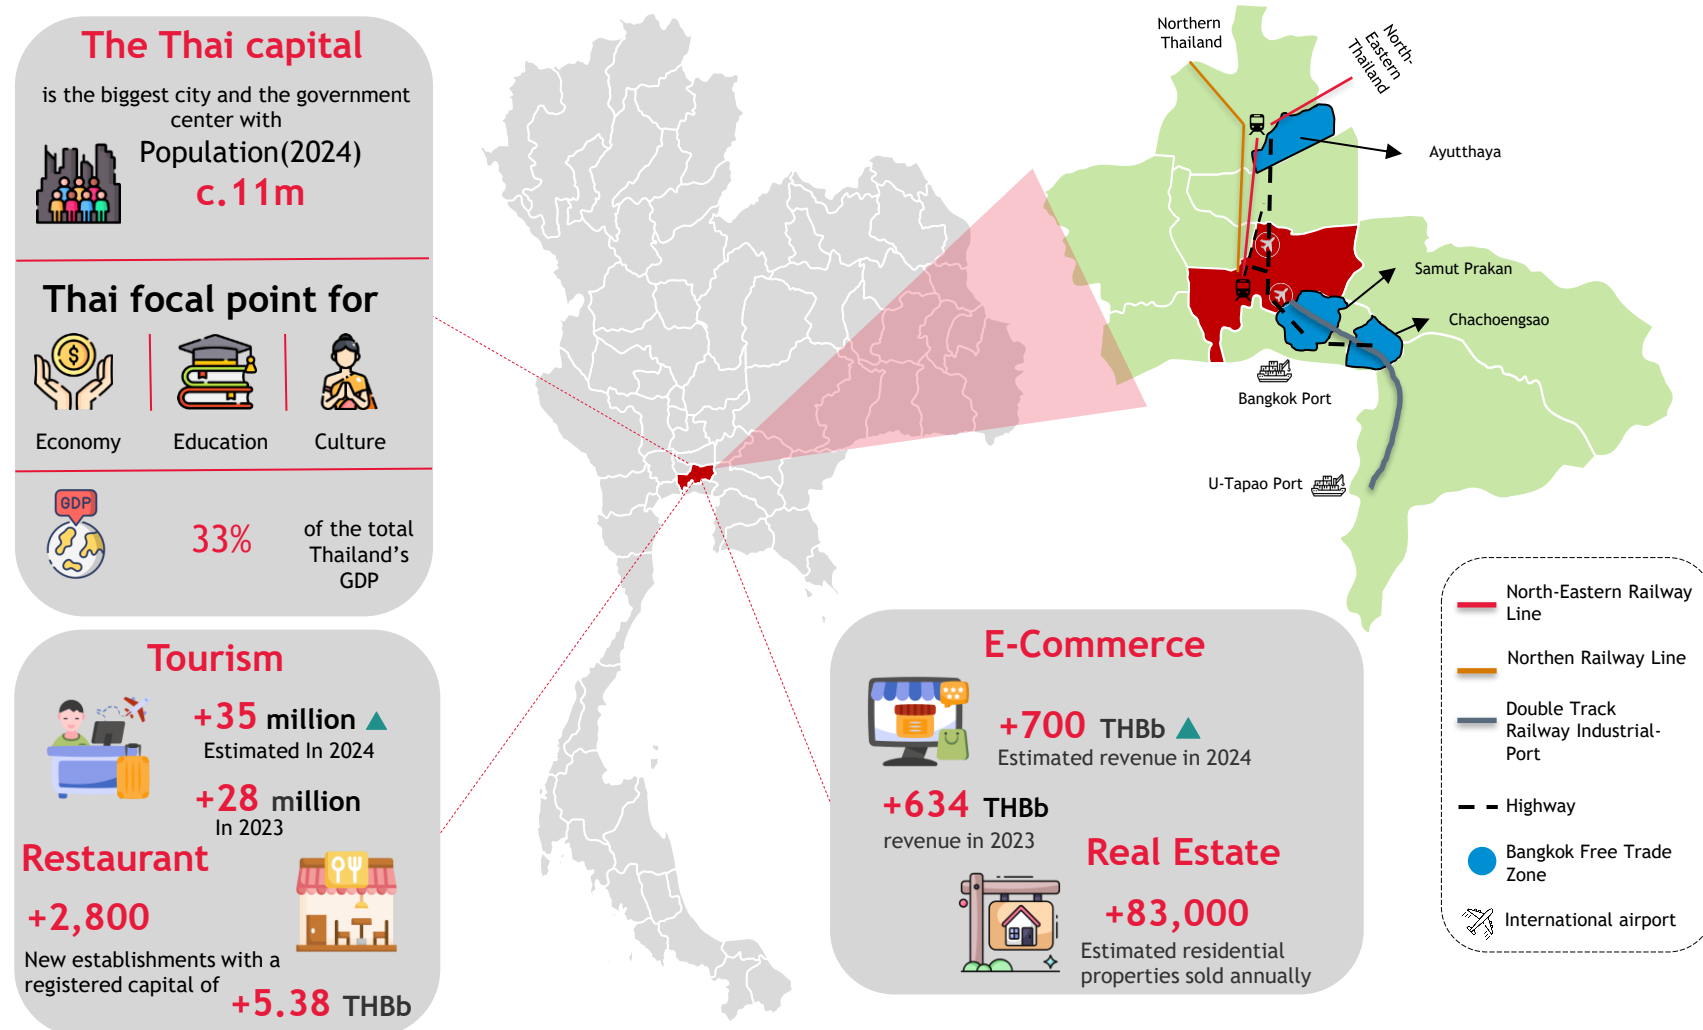 The Thai capital
is the biggest city and the government
center with
Population(2024)
c.11m
Thai focal point for
Economy
Education
Culture
GDP
33%
of the total
Thailand's
GDP
Tourism
+35 million
Estimated In 2024
+28 million
In 2023
Restaurant
+2,800
New establishments with a
registered capital of
+5.38 THBb
E-Commerce
+700 THBb
Estimated revenue in 2024
+634 THBb
revenue in 2023
Real Estate
+83,000
Estimated residential
properties sold annually
Northern
Thailand
North-
Eastern
Thailand
Ayutthaya
Samut Prakan
Chachoengsao
Bangkok Port
U-Tapao Port
North-Eastern Railway
Line
Northen Railway Line
Double Track
Railway Industrial-
Port
Highway
Bangkok Free Trade
Zone
International airport